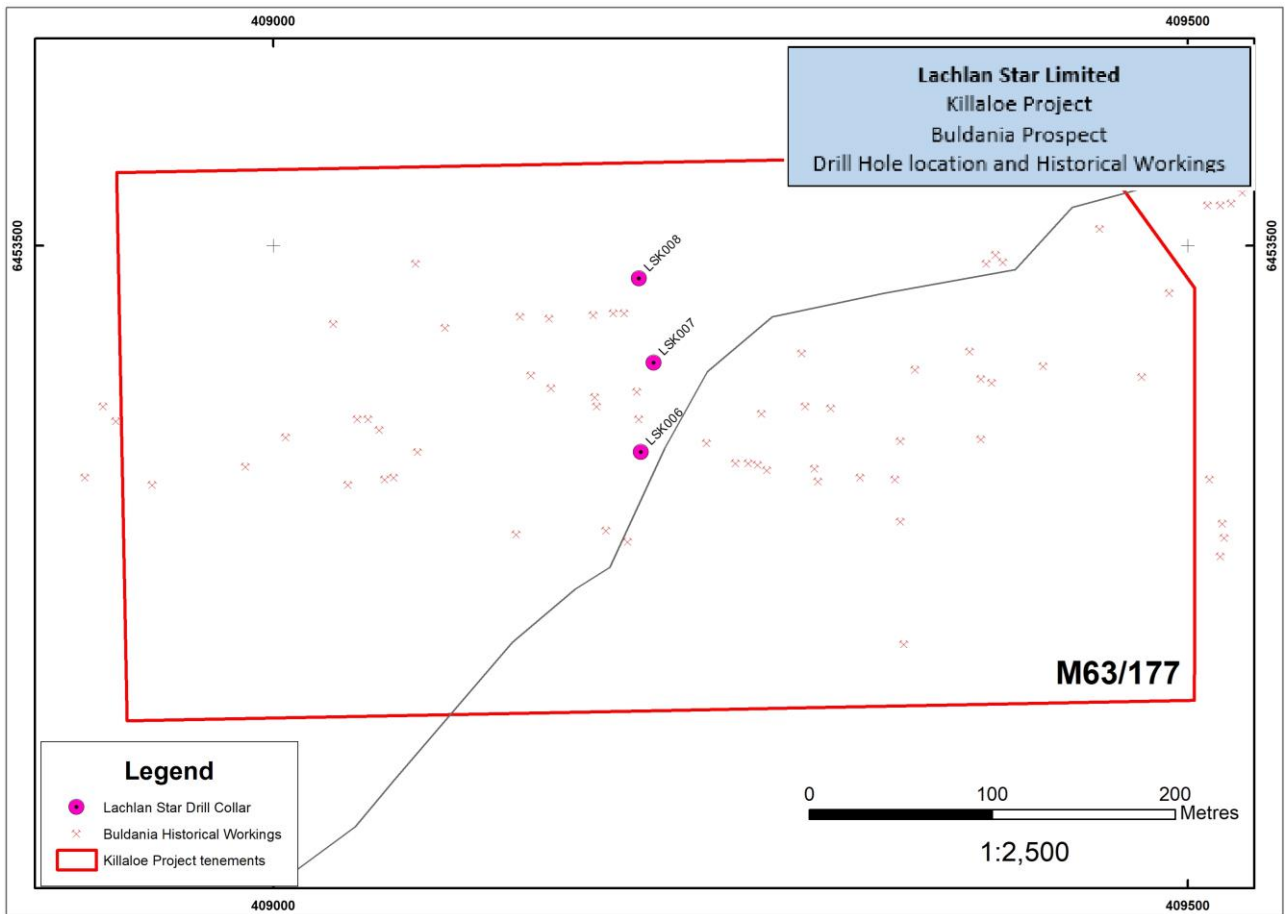 409000
409500
Lachlan Star Limited
Killaloe Project
Buldania Prospect
Drill Hole location and Historical Workings
6453500
6453500
LSK008
LSK007
LSK006
M63/177
Legend
Lachlan Star Drill Collar
Buldania Historical Workings
Killaloe Project tenements
0 100 200
Metres
1:2,500
409000
409500